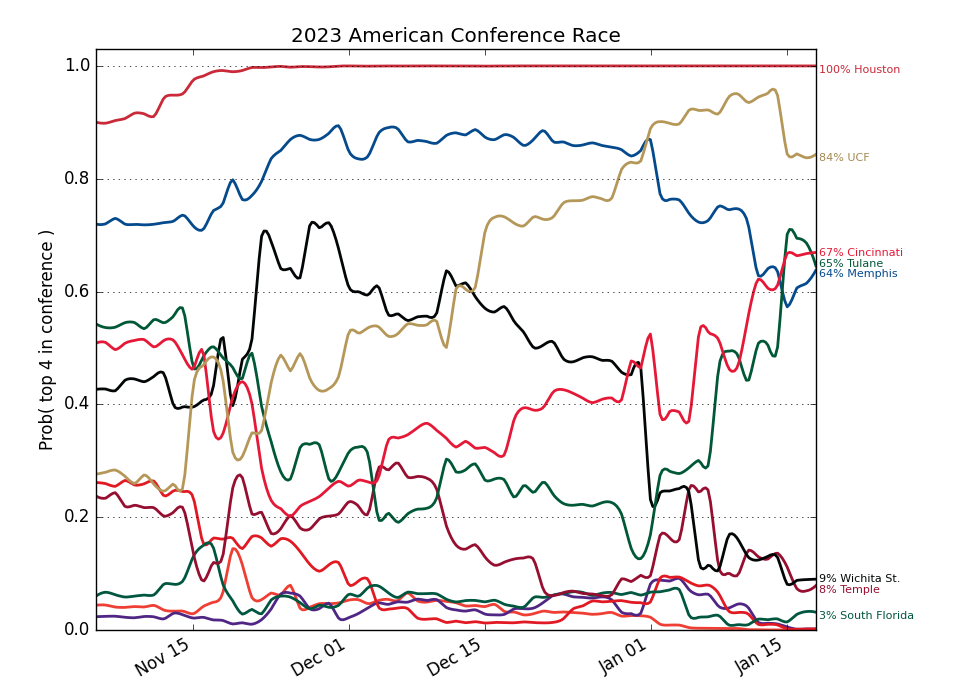 2023 American Conference Race
Prob( top 4 in conference )
1.0
0.8
0.6
0.4
0.2
0.0
Nov 15
Dec 01
Dec 15
Jan 01
Jan 15
100% Houston
84% UCF
67% Cincinnati
65% Tulane
64% Memphis
9% Wichita St.
8% Temple
3% South Florida